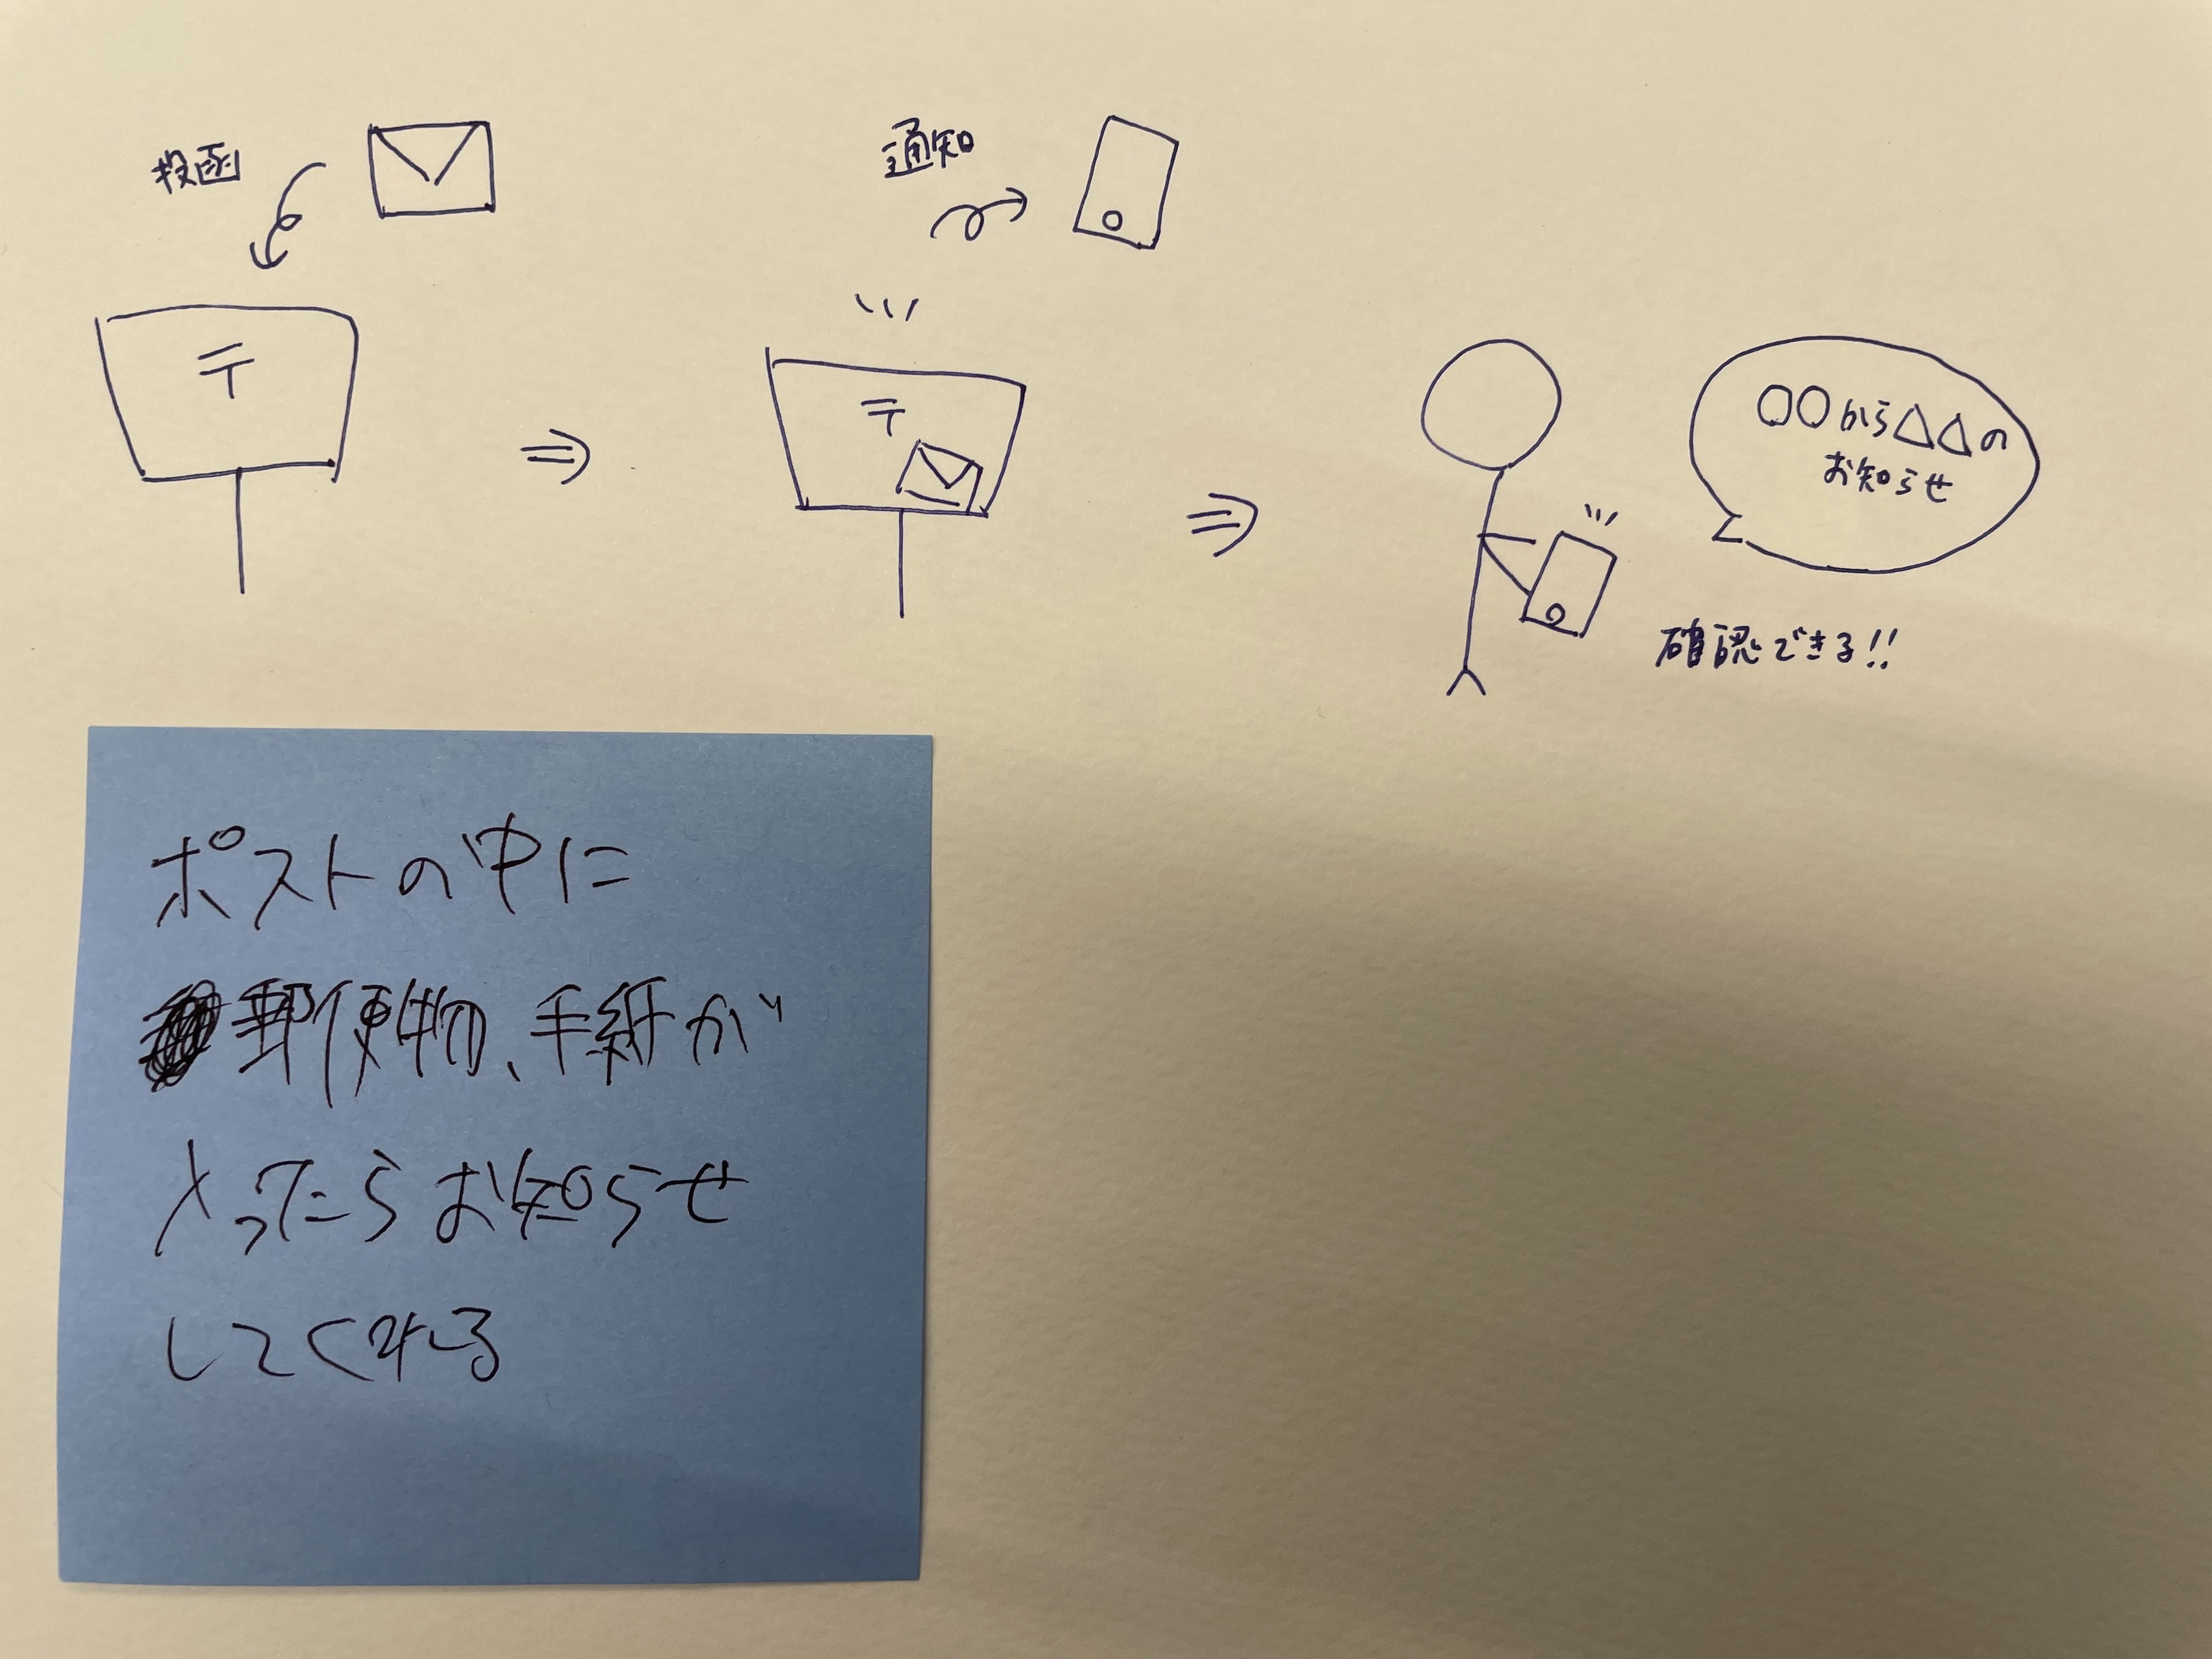 投函
通知
〒
〒
〇〇から△△の
お知らせ
確認できる!!
ポストの中に
郵便物、手紙が
入ったらお知らせ
してくれる